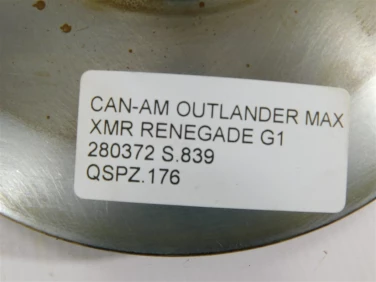 CAN-AM OUTLANDER MAX
XMR RENEGADE G1
280372 S.839
QSPZ.176